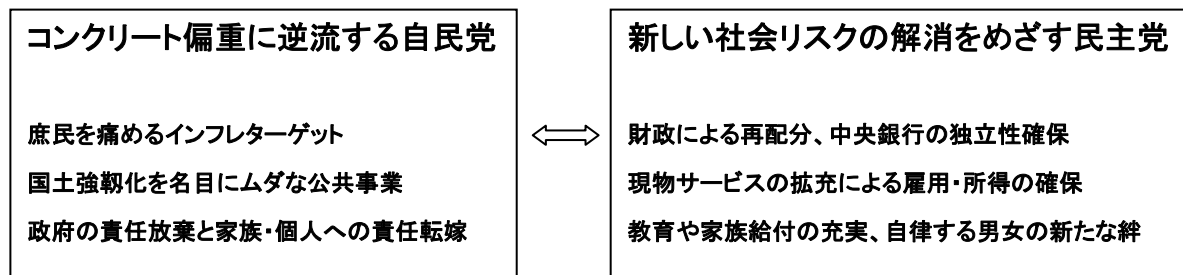 コンクリート偏重に逆流する自民党
庶民を痛めるインフレターゲット
国土強靱化を名目にムダな公共事業
政府の責任放棄と家族・個人への責任転嫁
新しい社会リスクの解消をめざす民主党
財政による再配分、中央銀行の独立性確保
現物サービスの拡充による雇用・所得の確保
教育や家族給付の充実、自律する男女の新たな絆